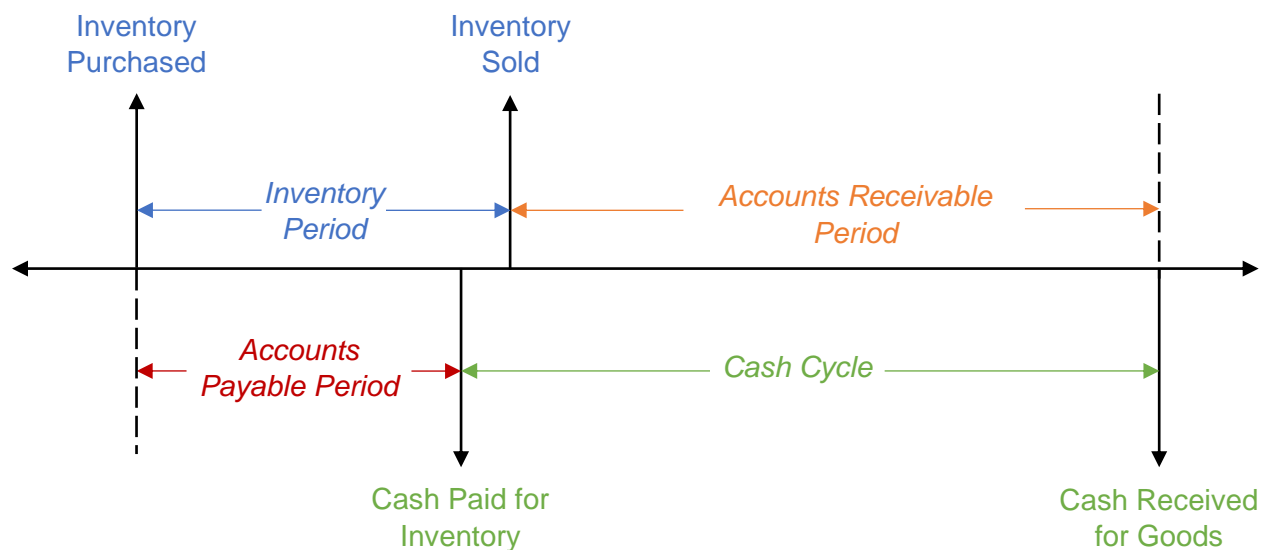 Inventory
Purchased
Inventory
Sold
Inventory
Period
Accounts Receivable
Period
Accounts
Payable Period
Cash Cycle
Cash Paid for
Inventory
Cash Received
for Goods